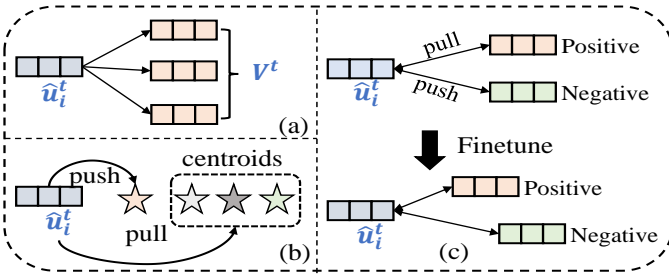 û_i^t
V^t
(a)
push
û_i^t
pull
centroids
(b)
pull
Positive
push
Negative
û_i^t
Finetune
Positive
û_i^t
Negative
(c)